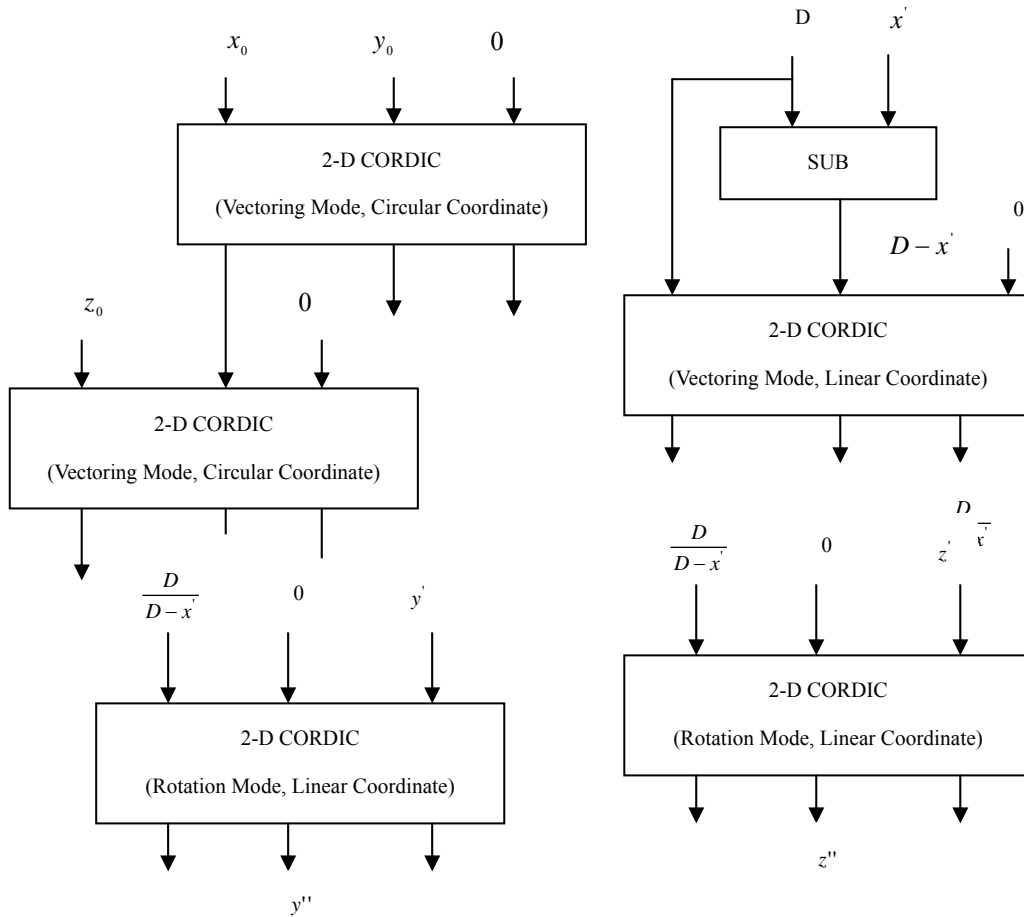 x₀ y₀ 0
2-D CORDIC
(Vectoring Mode, Circular Coordinate)
z₀ 0
2-D CORDIC
(Vectoring Mode, Circular Coordinate)
D/(D − x') 0 y'
2-D CORDIC
(Rotation Mode, Linear Coordinate)
y''
D x'
SUB
D − x' 0
2-D CORDIC
(Vectoring Mode, Linear Coordinate)
D
x'
D/(D − x') 0 z'
2-D CORDIC
(Rotation Mode, Linear Coordinate)
z''